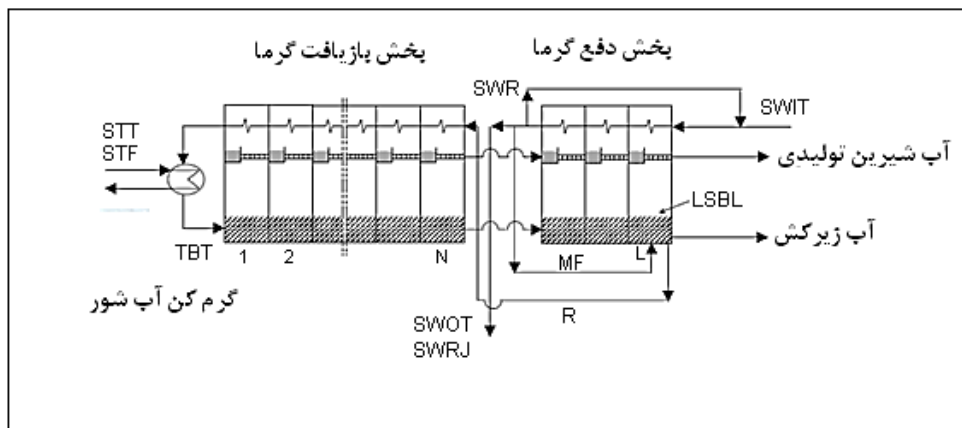 بخش بازیافت گرما
بخش دفع گرما
SWR
SWIT
STT
STF
آب شیرین تولیدی
LSBL
آب زیرکش
TBT
1
2
N
L
MF
گرم کن آب شور
R
SWOT
SWRJ